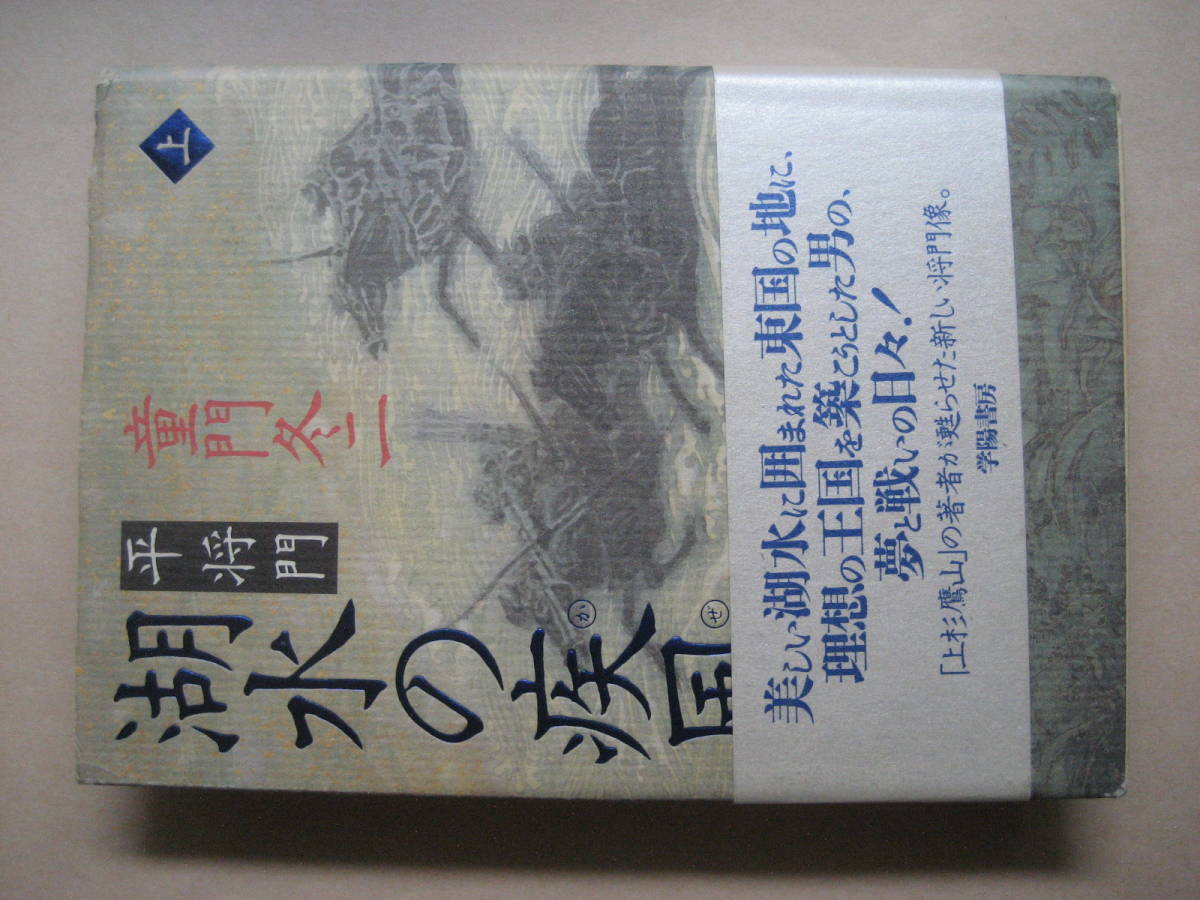 上
童門冬二
平将門
湖水の疾風
かぜ
美しい湖水に囲まれた東国の地に、
理想の王国を築こうとした男の、
夢と戦いの日々!
「上杉鷹山」の著者が甦らせた新しい将門像。
学陽書房